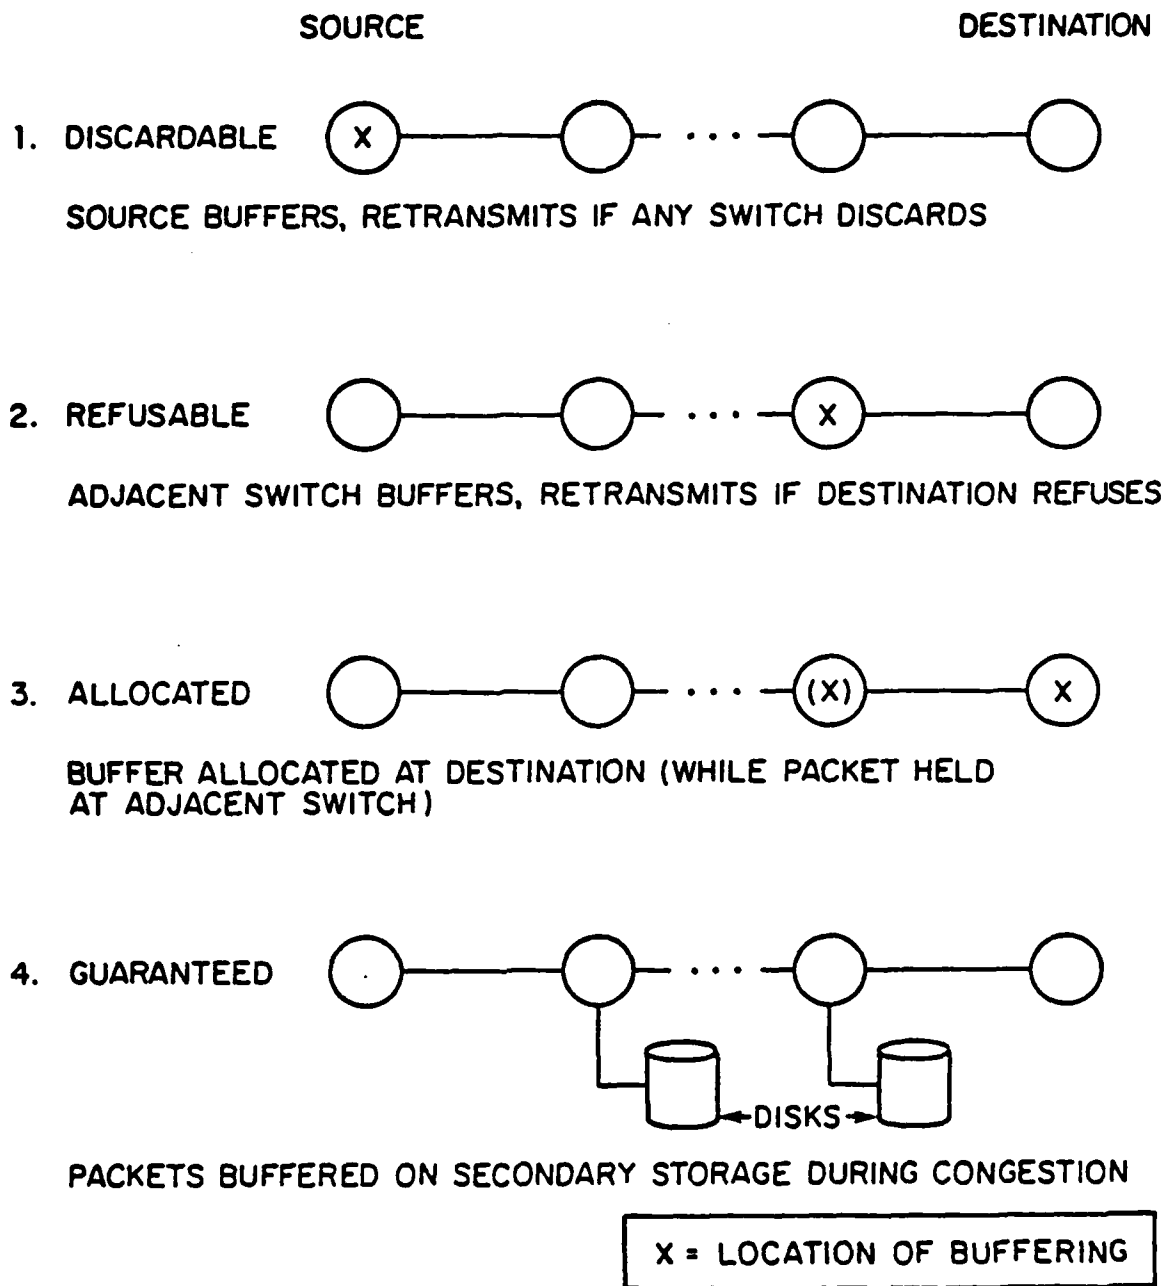 SOURCE DESTINATION
1. DISCARDABLE X ...
SOURCE BUFFERS, RETRANSMITS IF ANY SWITCH DISCARDS
2. REFUSABLE ... X
ADJACENT SWITCH BUFFERS, RETRANSMITS IF DESTINATION REFUSES
3. ALLOCATED ... (X) X
BUFFER ALLOCATED AT DESTINATION (WHILE PACKET HELD
AT ADJACENT SWITCH)
4. GUARANTEED ...
DISKS
PACKETS BUFFERED ON SECONDARY STORAGE DURING CONGESTION
X = LOCATION OF BUFFERING